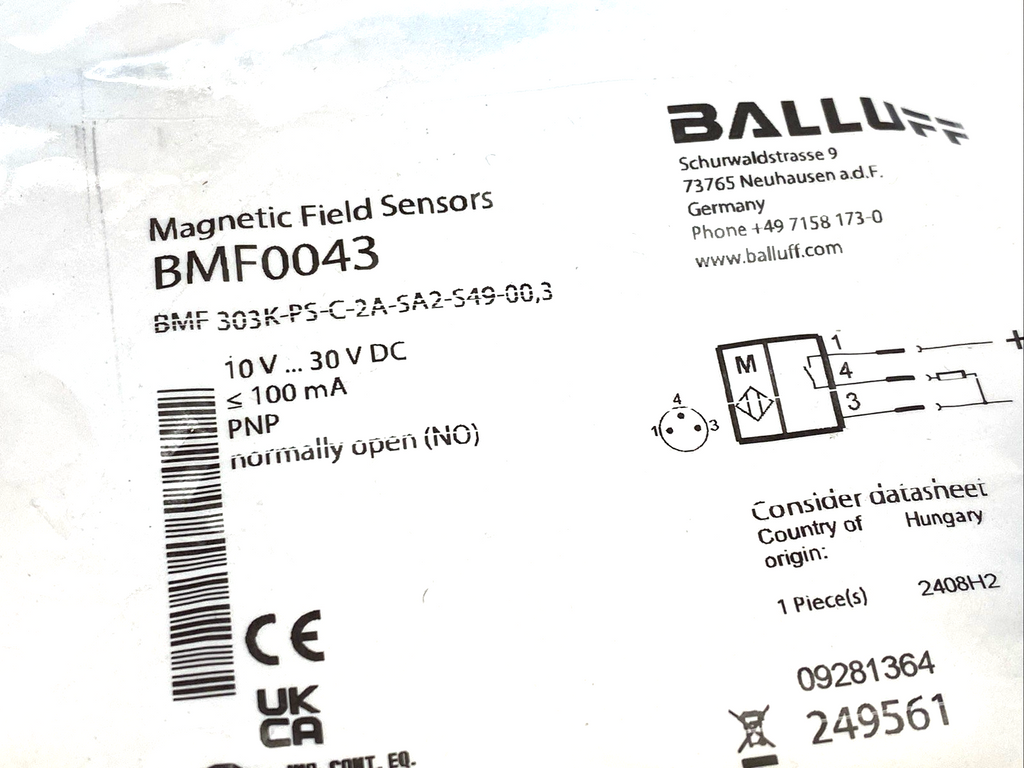 BALLUFF
Schurwaldstrasse 9
73765 Neuhausen a.d.F.
Germany
Phone +49 7158 173-0
www.balluff.com
Magnetic Field Sensors
BMF0043
BMF 303K-PS-C-2A-SA2-S49-00,3
10 V ... 30 V DC
≤ 100 mA
PNP
normally open (NO)
M
1
+
4
3
4
1
3
Consider datasheet
Country of Hungary
origin:
1 Piece(s) 2408H2
09281364
249561
CE
UK
CA
CONT. EQ.